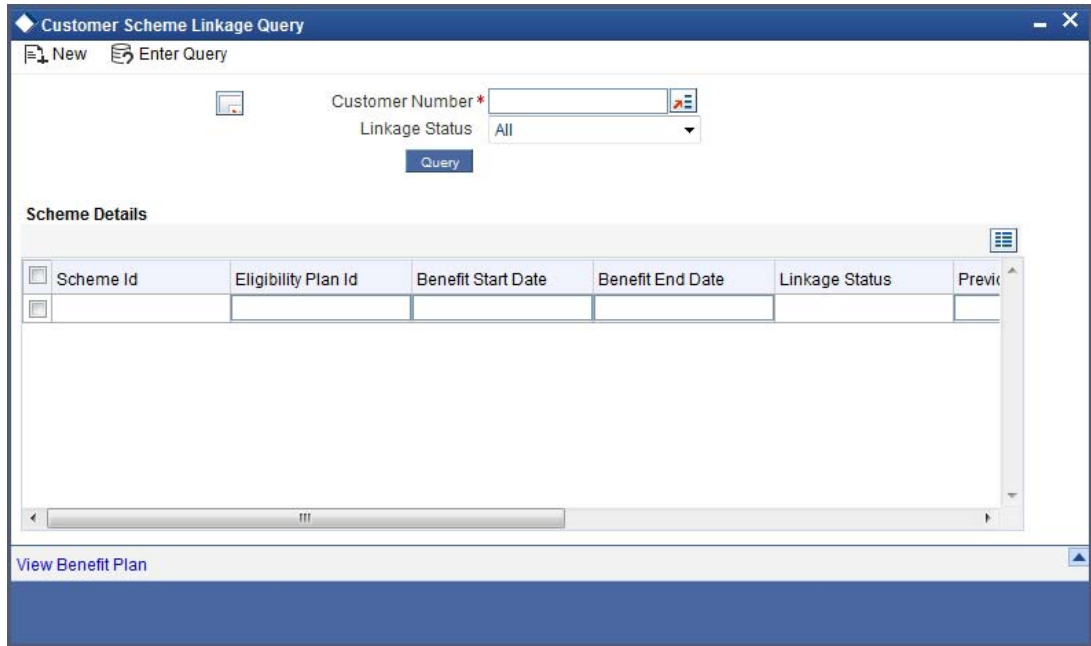 Customer Scheme Linkage Query
New Enter Query
Customer Number *
Linkage Status All
Query
Scheme Details
Scheme Id Eligibility Plan Id Benefit Start Date Benefit End Date Linkage Status Previc
View Benefit Plan